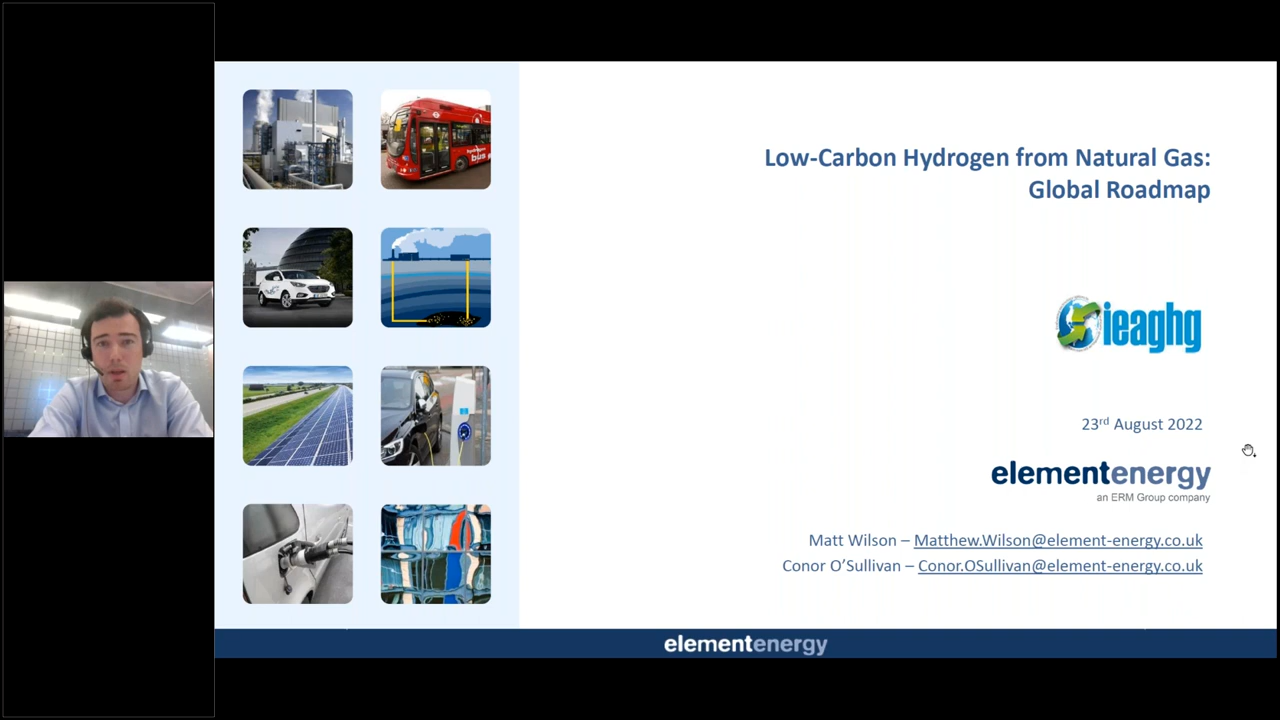 Low-Carbon Hydrogen from Natural Gas:
Global Roadmap
ieaghg
23rd August 2022
elementenergy
an ERM Group company
Matt Wilson – Matthew.Wilson@element-energy.co.uk
Conor O'Sullivan – Conor.OSullivan@element-energy.co.uk
elementenergy